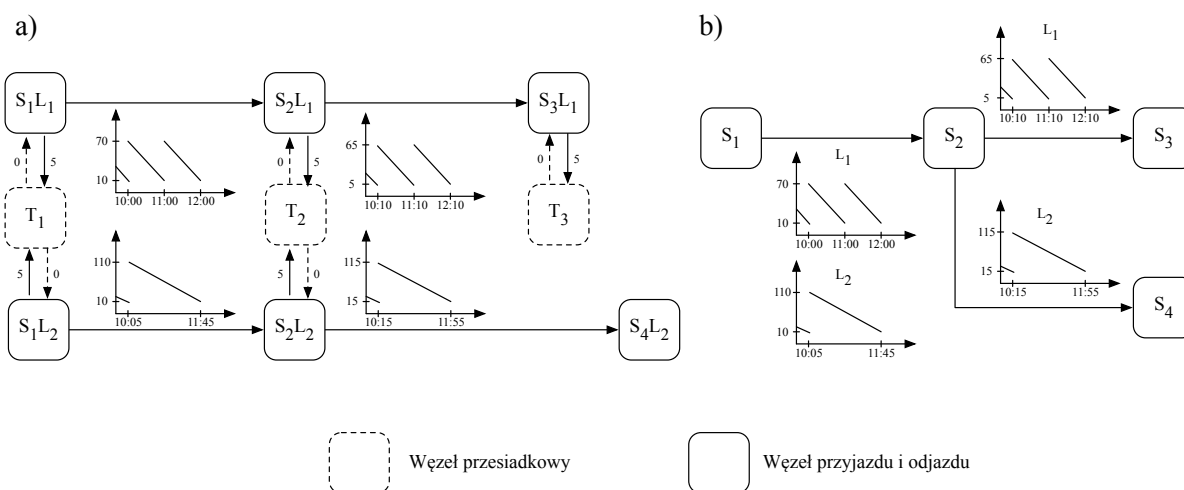 a)
S1L1
S2L1
S3L1
0
5
70
10
10:00 11:00 12:00
0
5
65
5
10:10 11:10 12:10
0
5
T1
T2
T3
5
0
110
10
10:05 11:45
5
0
115
15
10:15 11:55
S1L2
S2L2
S4L2
b)
L1
65
5
10:10 11:10 12:10
S1
S2
S3
L1
70
10
10:00 11:00 12:00
L2
115
15
10:15 11:55
L2
110
10
10:05 11:45
S4
Węzeł przesiadkowy
Węzeł przyjazdu i odjazdu